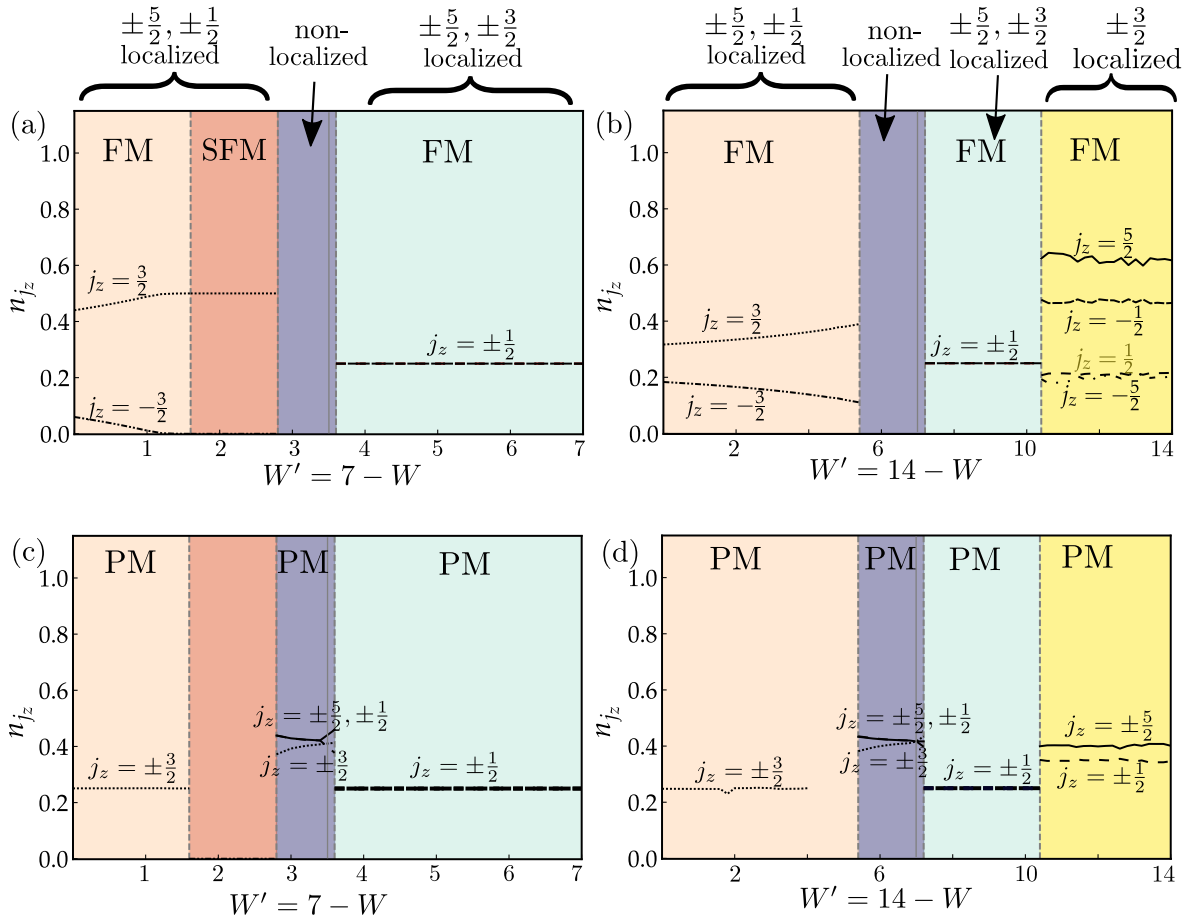 ±5/2, ±1/2
localized
non-
localized
±5/2, ±3/2
localized
±5/2, ±1/2
localized
non-
localized
±5/2, ±3/2
localized
±3/2
localized
(a)
FM
SFM
FM
1.0
0.8
0.6
0.4
0.2
0.0
n_{j_z}
j_z = 3/2
j_z = -3/2
j_z = ±1/2
1 2 3 4 5 6 7
W' = 7 − W
(b)
FM
FM
FM
1.0
0.8
0.6
0.4
0.2
0.0
n_{j_z}
j_z = 3/2
j_z = -3/2
j_z = ±1/2
j_z = 5/2
j_z = -1/2
j_z = 1/2
j_z = -5/2
2 6 10 14
W' = 14 − W
(c)
PM
PM
PM
1.0
0.8
0.6
0.4
0.2
0.0
n_{j_z}
j_z = ±3/2
j_z = ±5/2, ±1/2
j_z = ±3/2
j_z = ±1/2
1 2 3 4 5 6 7
W' = 7 − W
(d)
PM
PM
PM
PM
1.0
0.8
0.6
0.4
0.2
0.0
n_{j_z}
j_z = ±3/2
j_z = ±5/2, ±1/2
j_z = ±3/2
j_z = ±1/2
j_z = ±5/2
j_z = ±1/2
2 6 10 14
W' = 14 − W